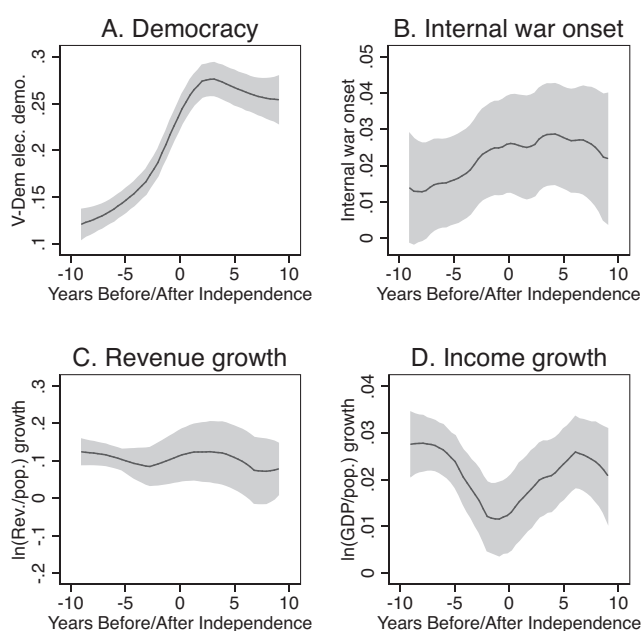 A. Democracy
V-Dem elec. demo.
.3
.25
.2
.15
.1
-10 -5 0 5 10
Years Before/After Independence
B. Internal war onset
Internal war onset
.05
.04
.03
.02
.01
0
-10 -5 0 5 10
Years Before/After Independence
C. Revenue growth
ln(Rev./pop.) growth
.3
.2
.1
0
-.1
-.2
-10 -5 0 5 10
Years Before/After Independence
D. Income growth
ln(GDP/pop.) growth
.04
.03
.02
.01
0
-10 -5 0 5 10
Years Before/After Independence